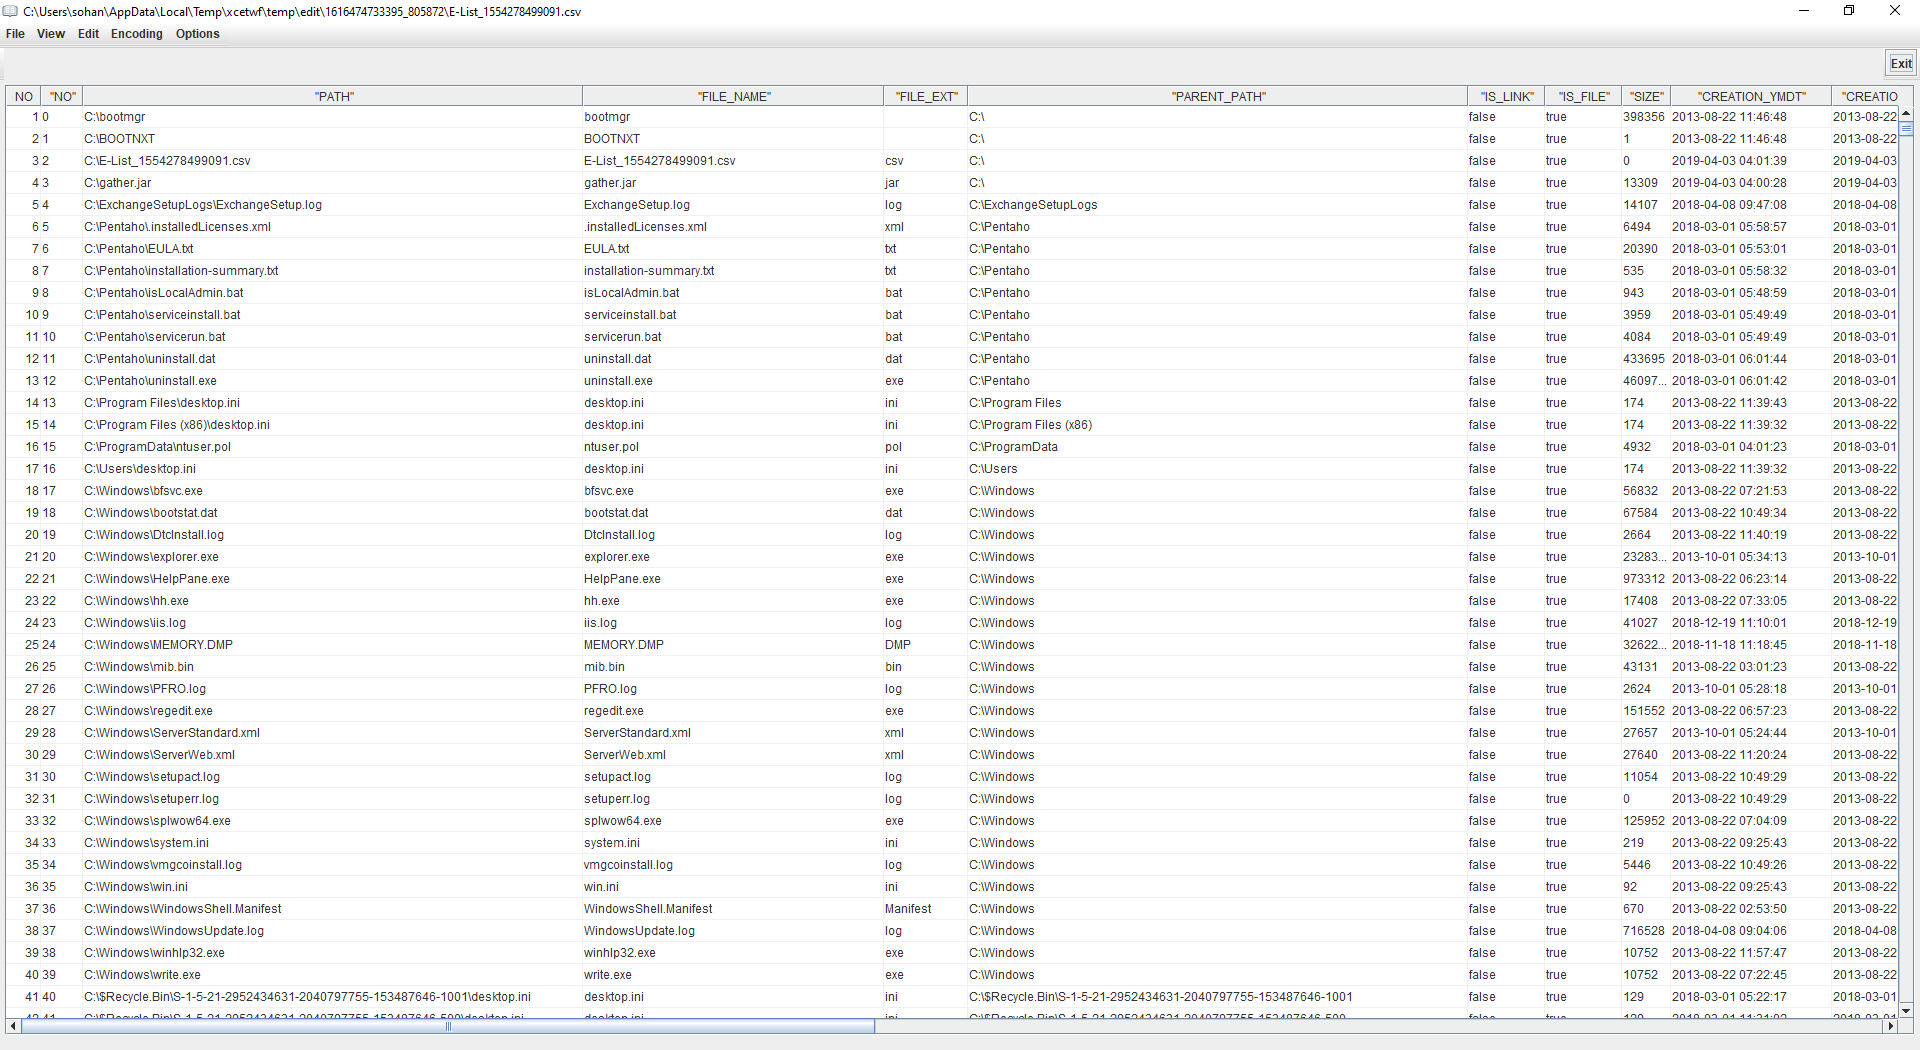 C:\Users\sohan\AppData\Local\Temp\xcetwf\temp\edit\1616474733395_805872\E-List_1554278499091.csv
File View Edit Encoding Options
Exit
NO "NO" "PATH" "FILE_NAME" "FILE_EXT" "PARENT_PATH" "IS_LINK" "IS_FILE" "SIZE" "CREATION_YMDT" "CREATIO
1 0 C:\bootmgr bootmgr C:\ false true 398356 2013-08-22 11:46:48 2013-08-22
2 1 C:\BOOTNXT BOOTNXT C:\ false true 1 2013-08-22 11:46:48 2013-08-22
3 2 C:\E-List_1554278499091.csv E-List_1554278499091.csv csv C:\ false true 0 2019-04-03 04:01:39 2019-04-03
4 3 C:\gather.jar gather.jar jar C:\ false true 13309 2019-04-03 04:00:28 2019-04-03
5 4 C:\ExchangeSetupLogs\ExchangeSetup.log ExchangeSetup.log log C:\ExchangeSetupLogs false true 14107 2018-04-08 09:47:08 2018-04-08
6 5 C:\Pentaho\.installedLicenses.xml .installedLicenses.xml xml C:\Pentaho false true 6494 2018-03-01 05:58:57 2018-03-01
7 6 C:\Pentaho\EULA.txt EULA.txt txt C:\Pentaho false true 20390 2018-03-01 05:53:01 2018-03-01
8 7 C:\Pentaho\installation-summary.txt installation-summary.txt txt C:\Pentaho false true 535 2018-03-01 05:58:32 2018-03-01
9 8 C:\Pentaho\isLocalAdmin.bat isLocalAdmin.bat bat C:\Pentaho false true 943 2018-03-01 05:48:59 2018-03-01
10 9 C:\Pentaho\serviceinstall.bat serviceinstall.bat bat C:\Pentaho false true 3959 2018-03-01 05:49:49 2018-03-01
11 10 C:\Pentaho\servicerun.bat servicerun.bat bat C:\Pentaho false true 4084 2018-03-01 05:49:49 2018-03-01
12 11 C:\Pentaho\uninstall.dat uninstall.dat dat C:\Pentaho false true 433695 2018-03-01 06:01:44 2018-03-01
13 12 C:\Pentaho\uninstall.exe uninstall.exe exe C:\Pentaho false true 46097... 2018-03-01 06:01:42 2018-03-01
14 13 C:\Program Files\desktop.ini desktop.ini ini C:\Program Files false true 174 2013-08-22 11:39:43 2013-08-22
15 14 C:\Program Files (x86)\desktop.ini desktop.ini ini C:\Program Files (x86) false true 174 2013-08-22 11:39:32 2013-08-22
16 15 C:\ProgramData\ntuser.pol ntuser.pol pol C:\ProgramData false true 4932 2018-03-01 04:01:23 2018-03-01
17 16 C:\Users\desktop.ini desktop.ini ini C:\Users false true 174 2013-08-22 11:39:32 2013-08-22
18 17 C:\Windows\bfsvc.exe bfsvc.exe exe C:\Windows false true 56832 2013-08-22 07:21:53 2013-08-22
19 18 C:\Windows\bootstat.dat bootstat.dat dat C:\Windows false true 67584 2013-08-22 10:49:34 2013-08-22
20 19 C:\Windows\DtcInstall.log DtcInstall.log log C:\Windows false true 2664 2013-08-22 11:40:19 2013-08-22
21 20 C:\Windows\explorer.exe explorer.exe exe C:\Windows false true 23283... 2013-10-01 05:34:13 2013-10-01
22 21 C:\Windows\HelpPane.exe HelpPane.exe exe C:\Windows false true 973312 2013-08-22 06:23:14 2013-08-22
23 22 C:\Windows\hh.exe hh.exe exe C:\Windows false true 17408 2013-08-22 07:33:05 2013-08-22
24 23 C:\Windows\iis.log iis.log log C:\Windows false true 41027 2018-12-19 11:10:01 2018-12-19
25 24 C:\Windows\MEMORY.DMP MEMORY.DMP DMP C:\Windows false true 32622... 2018-11-18 11:18:45 2018-11-18
26 25 C:\Windows\mib.bin mib.bin bin C:\Windows false true 43131 2013-08-22 03:01:23 2013-08-22
27 26 C:\Windows\PFRO.log PFRO.log log C:\Windows false true 2624 2013-10-01 05:28:18 2013-10-01
28 27 C:\Windows\regedit.exe regedit.exe exe C:\Windows false true 151552 2013-08-22 06:57:23 2013-08-22
29 28 C:\Windows\ServerStandard.xml ServerStandard.xml xml C:\Windows false true 27657 2013-10-01 05:24:44 2013-10-01
30 29 C:\Windows\ServerWeb.xml ServerWeb.xml xml C:\Windows false true 27640 2013-08-22 11:20:24 2013-08-22
31 30 C:\Windows\setupact.log setupact.log log C:\Windows false true 11054 2013-08-22 10:49:29 2013-08-22
32 31 C:\Windows\setuperr.log setuperr.log log C:\Windows false true 0 2013-08-22 10:49:29 2013-08-22
33 32 C:\Windows\splwow64.exe splwow64.exe exe C:\Windows false true 125952 2013-08-22 07:04:09 2013-08-22
34 33 C:\Windows\system.ini system.ini ini C:\Windows false true 219 2013-08-22 09:25:43 2013-08-22
35 34 C:\Windows\vmgcoinstall.log vmgcoinstall.log log C:\Windows false true 5446 2013-08-22 10:49:26 2013-08-22
36 35 C:\Windows\win.ini win.ini ini C:\Windows false true 92 2013-08-22 09:25:43 2013-08-22
37 36 C:\Windows\WindowsShell.Manifest WindowsShell.Manifest Manifest C:\Windows false true 670 2013-08-22 02:53:50 2013-08-22
38 37 C:\Windows\WindowsUpdate.log WindowsUpdate.log log C:\Windows false true 716528 2018-04-08 09:04:06 2018-04-08
39 38 C:\Windows\winhlp32.exe winhlp32.exe exe C:\Windows false true 10752 2013-08-22 11:57:47 2013-08-22
40 39 C:\Windows\write.exe write.exe exe C:\Windows false true 10752 2013-08-22 07:22:45 2013-08-22
41 40 C:\$Recycle.Bin\S-1-5-21-2952434631-2040797755-153487646-1001\desktop.ini desktop.ini ini C:\$Recycle.Bin\S-1-5-21-2952434631-2040797755-153487646-1001 false true 129 2018-03-01 05:22:17 2018-03-01